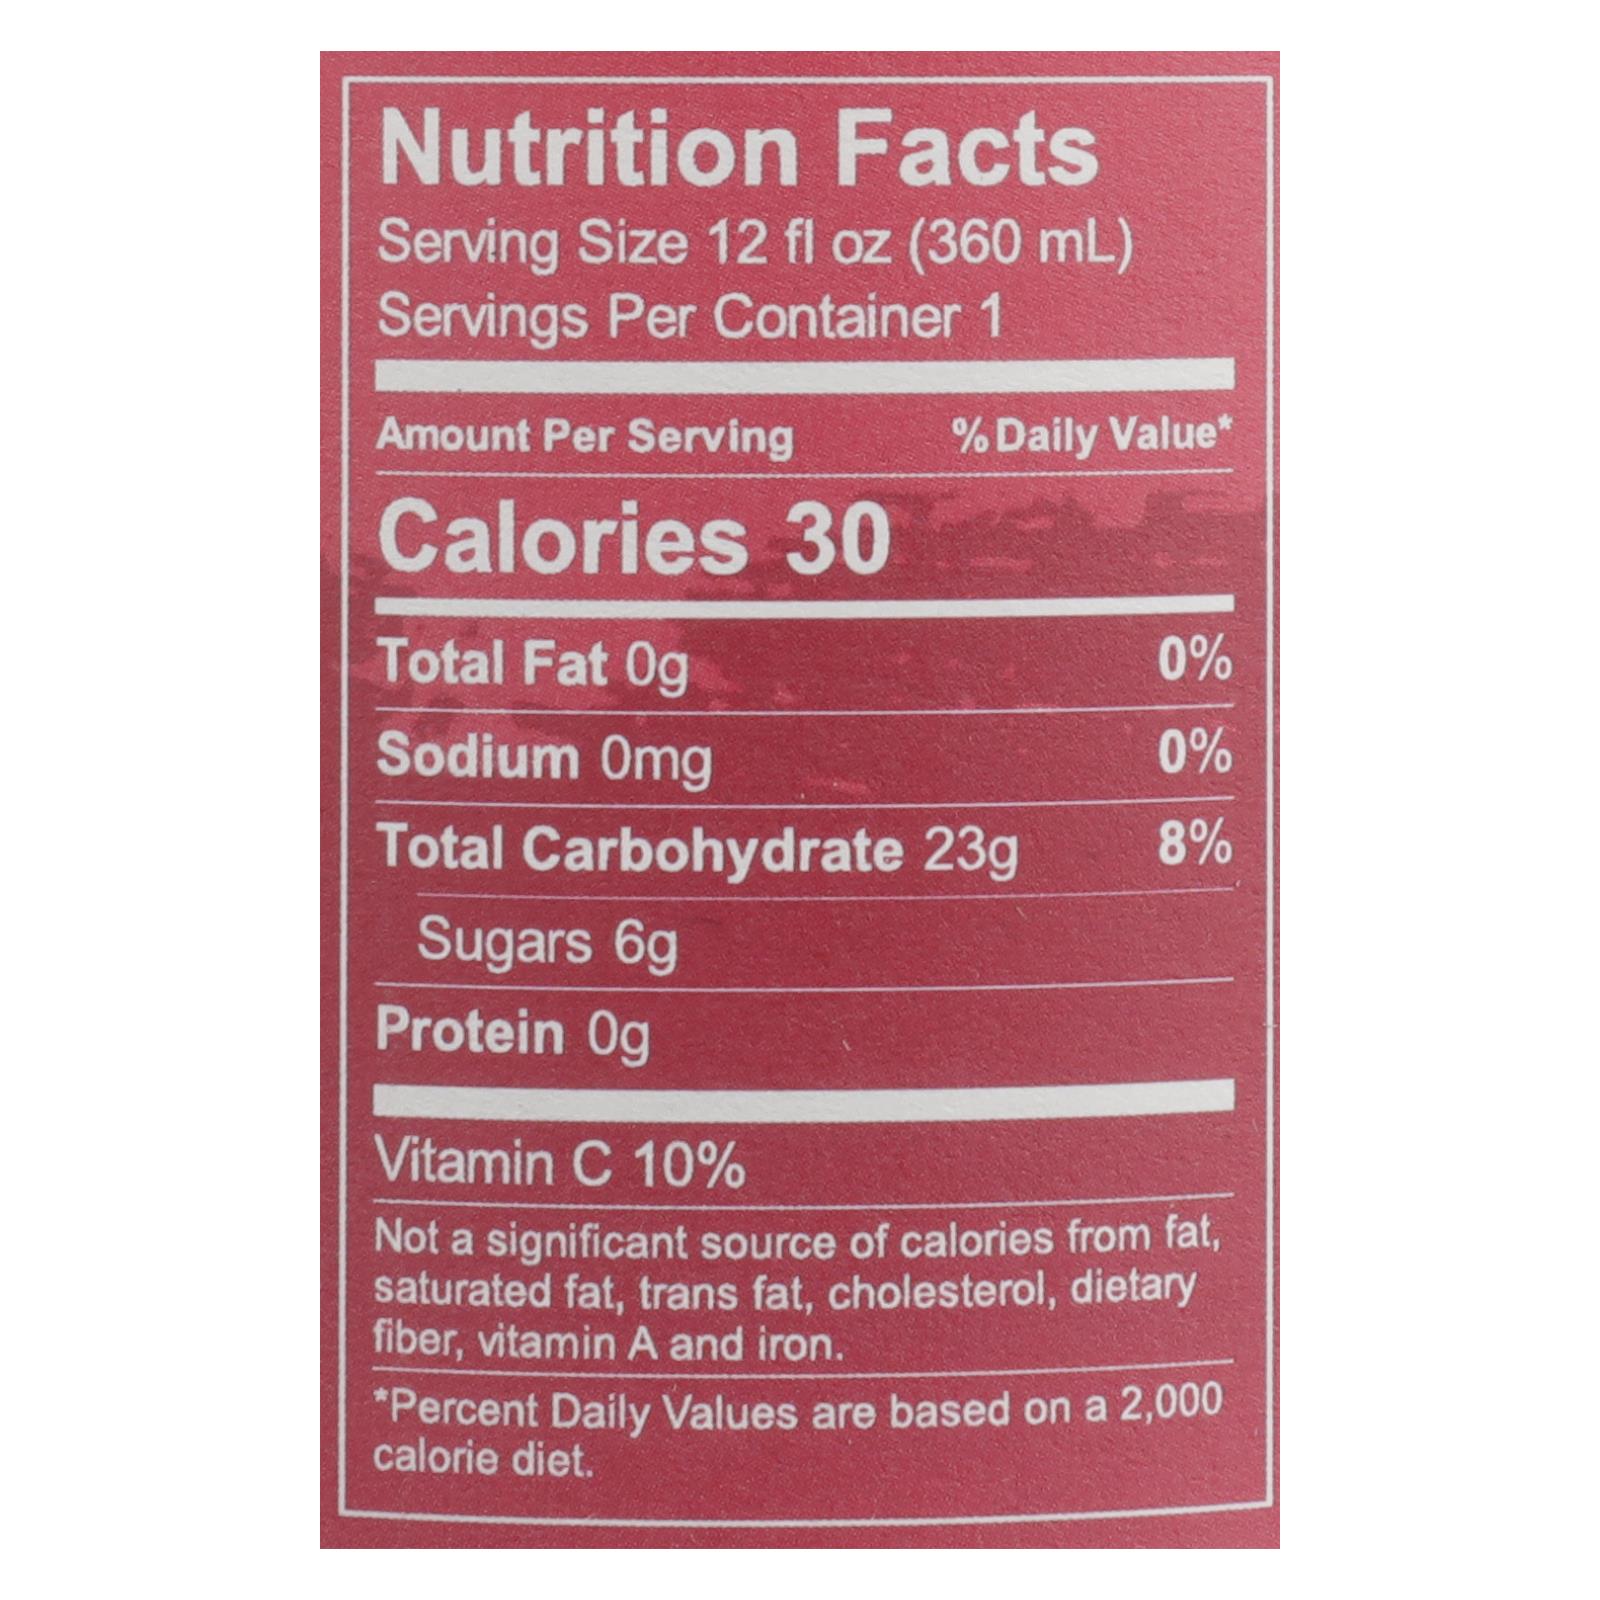 Nutrition Facts
Serving Size 12 fl oz (360 mL)
Servings Per Container 1
Amount Per Serving % Daily Value*
Calories 30
Total Fat 0g 0%
Sodium 0mg 0%
Total Carbohydrate 23g 8%
Sugars 6g
Protein 0g
Vitamin C 10%
Not a significant source of calories from fat,
saturated fat, trans fat, cholesterol, dietary
fiber, vitamin A and iron.
*Percent Daily Values are based on a 2,000
calorie diet.